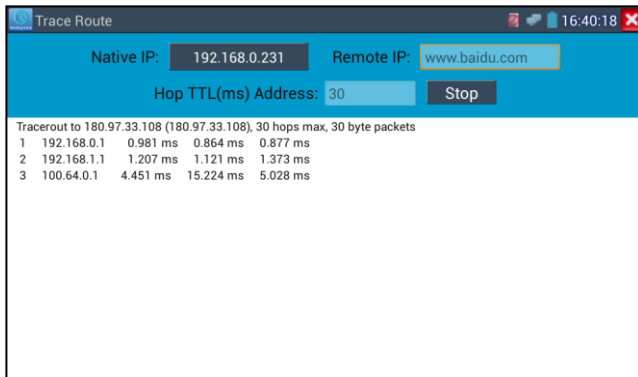 Trace Route 16:40:18
Native IP: 192.168.0.231 Remote IP: www.baidu.com
Hop TTL(ms) Address: 30 Stop
Tracerout to 180.97.33.108 (180.97.33.108), 30 hops max, 30 byte packets
1 192.168.0.1 0.981 ms 0.864 ms 0.877 ms
2 192.168.1.1 1.207 ms 1.121 ms 1.373 ms
3 100.64.0.1 4.451 ms 15.224 ms 5.028 ms